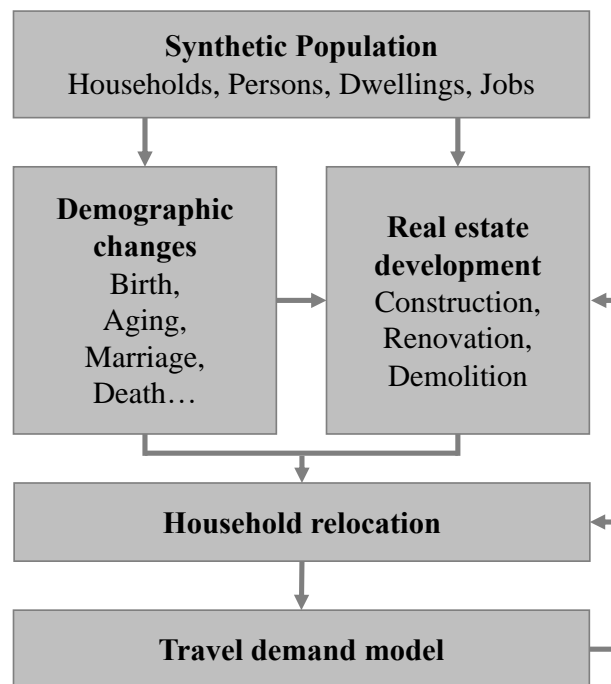 Synthetic Population
Households, Persons, Dwellings, Jobs
Demographic
changes
Birth,
Aging,
Marriage,
Death…
Real estate
development
Construction,
Renovation,
Demolition
Household relocation
Travel demand model